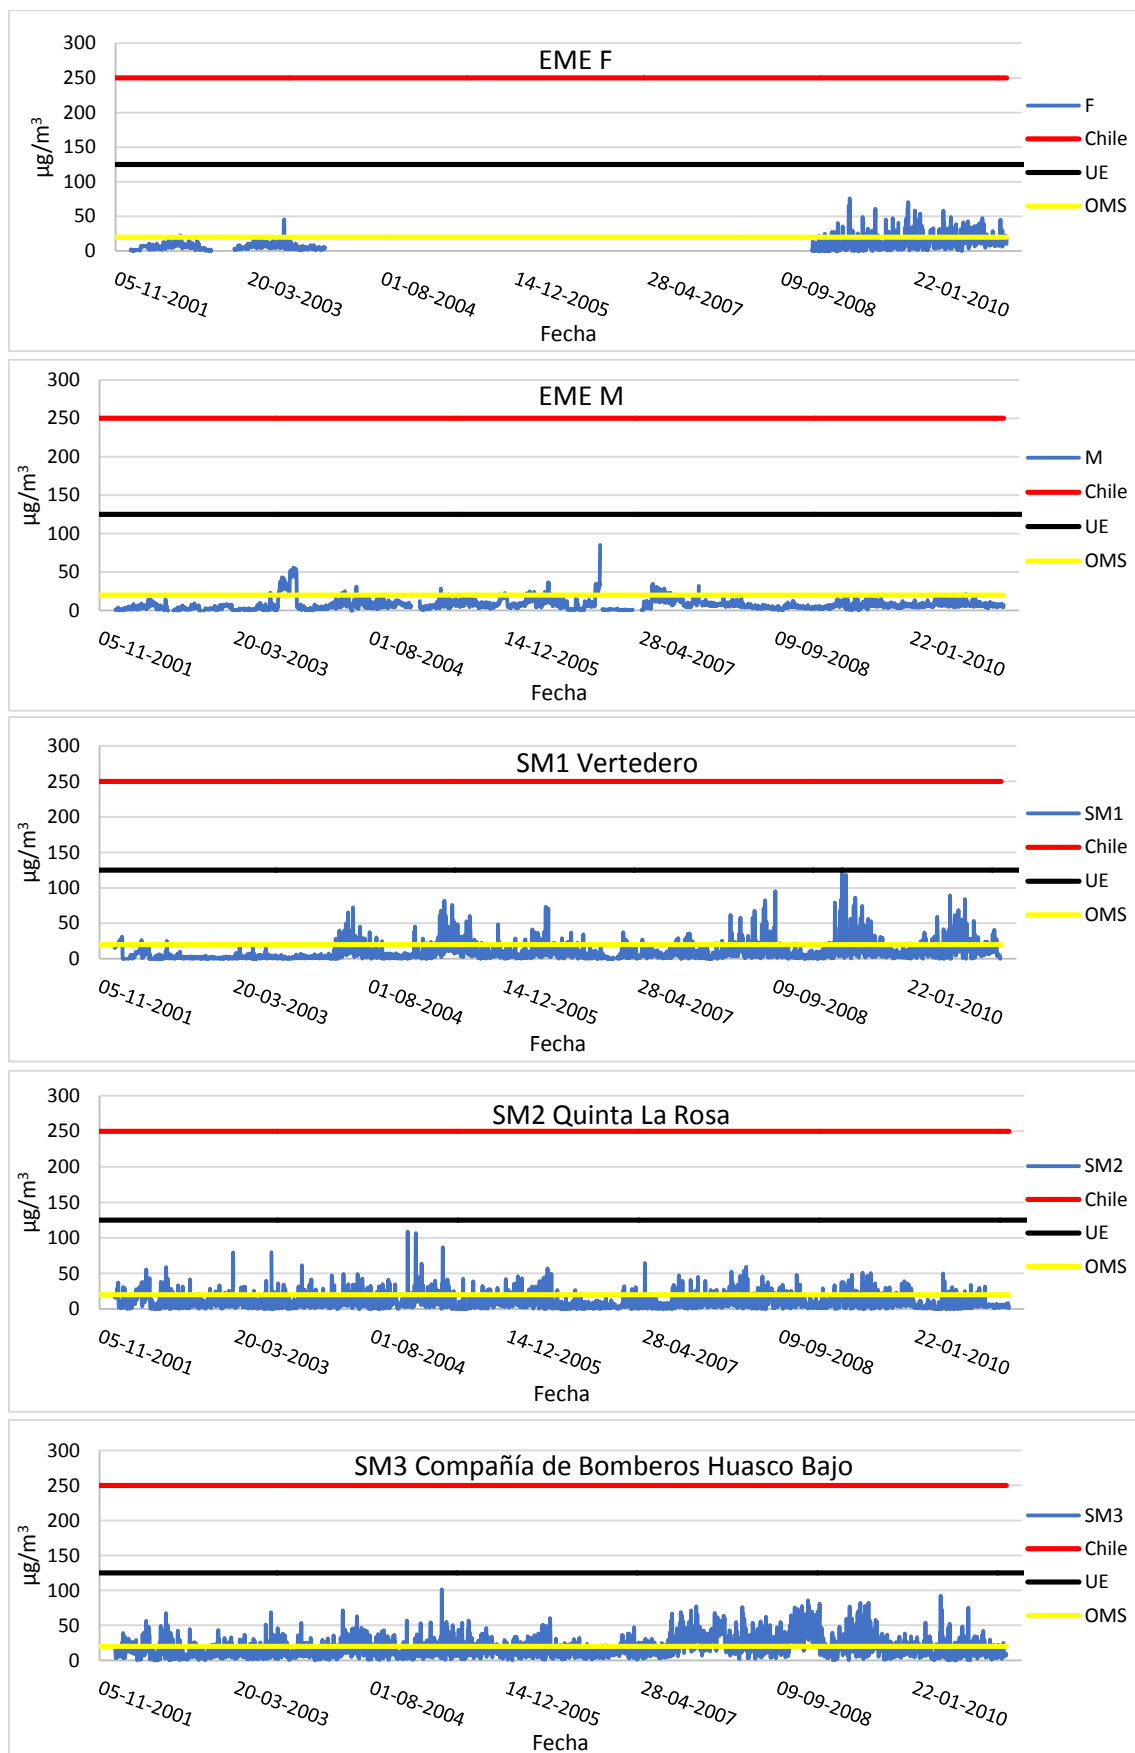 EME F
300
250
200
150
100
50
0
µg/m³
05-11-2001 20-03-2003 01-08-2004 14-12-2005 28-04-2007 09-09-2008 22-01-2010
Fecha
F
Chile
UE
OMS
EME M
300
250
200
150
100
50
0
µg/m³
05-11-2001 20-03-2003 01-08-2004 14-12-2005 28-04-2007 09-09-2008 22-01-2010
Fecha
M
Chile
UE
OMS
SM1 Vertedero
300
250
200
150
100
50
0
µg/m³
05-11-2001 20-03-2003 01-08-2004 14-12-2005 28-04-2007 09-09-2008 22-01-2010
Fecha
SM1
Chile
UE
OMS
SM2 Quinta La Rosa
300
250
200
150
100
50
0
µg/m³
05-11-2001 20-03-2003 01-08-2004 14-12-2005 28-04-2007 09-09-2008 22-01-2010
Fecha
SM2
Chile
UE
OMS
SM3 Compañía de Bomberos Huasco Bajo
300
250
200
150
100
50
0
µg/m³
05-11-2001 20-03-2003 01-08-2004 14-12-2005 28-04-2007 09-09-2008 22-01-2010
Fecha
SM3
Chile
UE
OMS